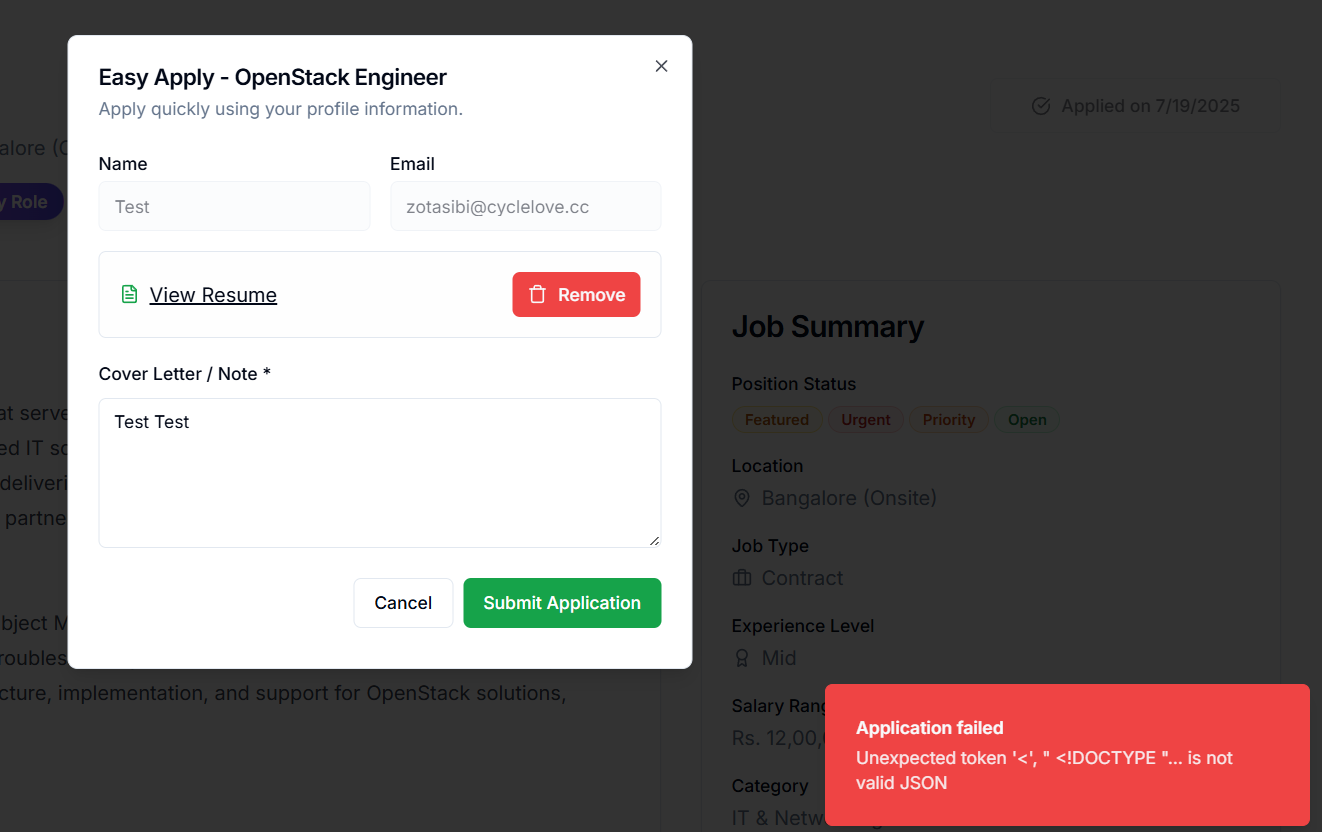 Easy Apply - OpenStack Engineer
Apply quickly using your profile information.
Name
Email
Test
zotasibi@cyclelove.cc
View Resume
Remove
Cover Letter / Note *
Test Test
Cancel
Submit Application
Applied on 7/19/2025
Role
Job Summary
Position Status
Featured Urgent Priority Open
Location
Bangalore (Onsite)
Job Type
Contract
Experience Level
Mid
Salary
Rs. 12,00,
Category
IT &
at serve
ed IT
deliveri
partne
bject M
roubles
cture, implementation, and support for OpenStack solutions,
Application failed
Unexpected token '<', " <!DOCTYPE "... is not
valid JSON